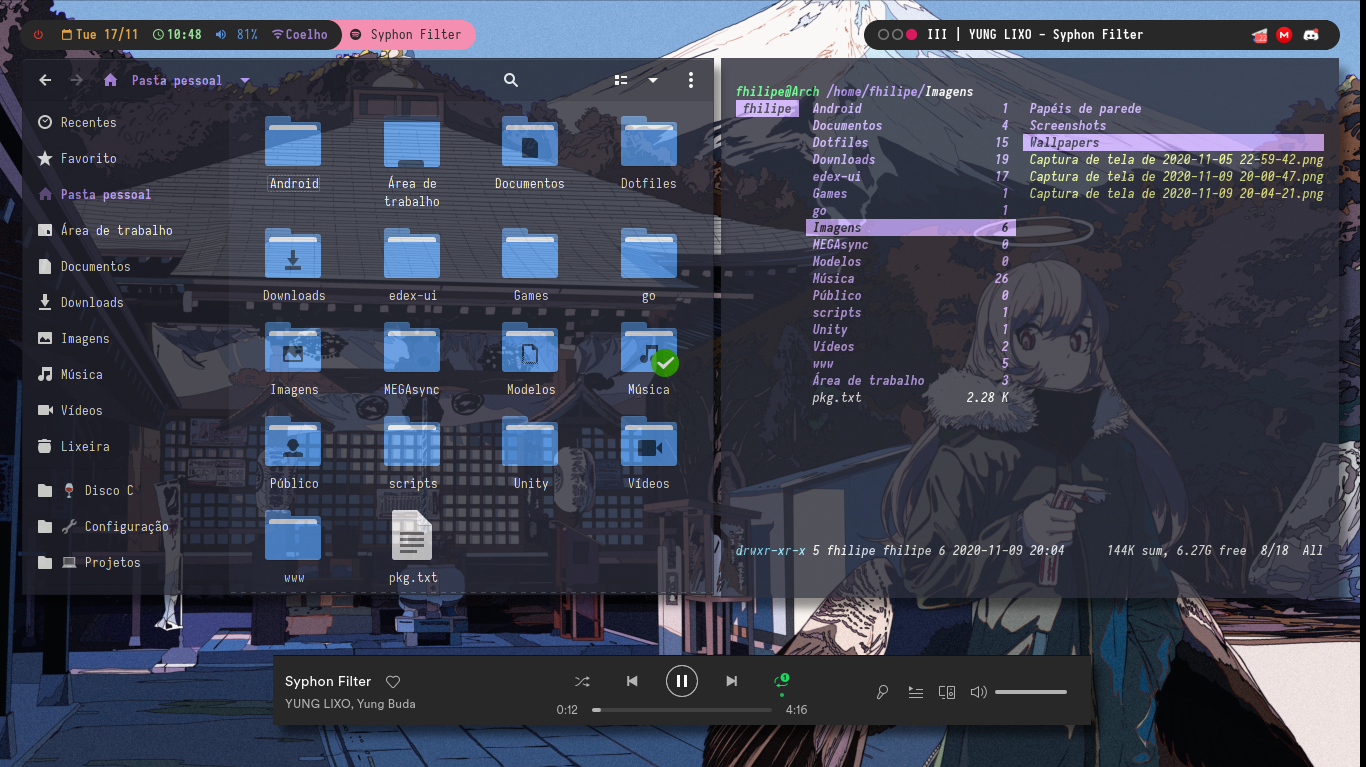 Tue 17/11 10:48 81% Coelho Syphon Filter
III | YUNG LIXO - Syphon Filter
Pasta pessoal
Recentes
Favorito
Pasta pessoal
Área de trabalho
Documentos
Downloads
Imagens
Música
Vídeos
Lixeira
Disco C
Configuração
Projetos
Android
Área de
trabalho
Documentos
Dotfiles
Downloads
edex-ui
Games
go
Imagens
MEGAsync
Modelos
Música
Público
scripts
Unity
Vídeos
www
pkg.txt
fhilipe@Arch /home/fhilipe/Imagens
fhilipe
Android 1
Documentos 4
Dotfiles 15
Downloads 19
edex-ui 17
Games 1
go 1
Imagens 6
MEGAsync 0
Modelos 0
Música 26
Público 0
scripts 1
Unity 1
Vídeos 2
www 5
Área de trabalho 3
pkg.txt 2.28 K
Papéis de parede
Screenshots
Wallpapers
Captura de tela de 2020-11-05 22-59-42.png
Captura de tela de 2020-11-09 20-00-47.png
Captura de tela de 2020-11-09 20-04-21.png
drwxr-xr-x 5 fhilipe fhilipe 6 2020-11-09 20:04 144K sum, 6.27G free 8/18 All
Syphon Filter
YUNG LIXO, Yung Buda
1
0:12
4:16